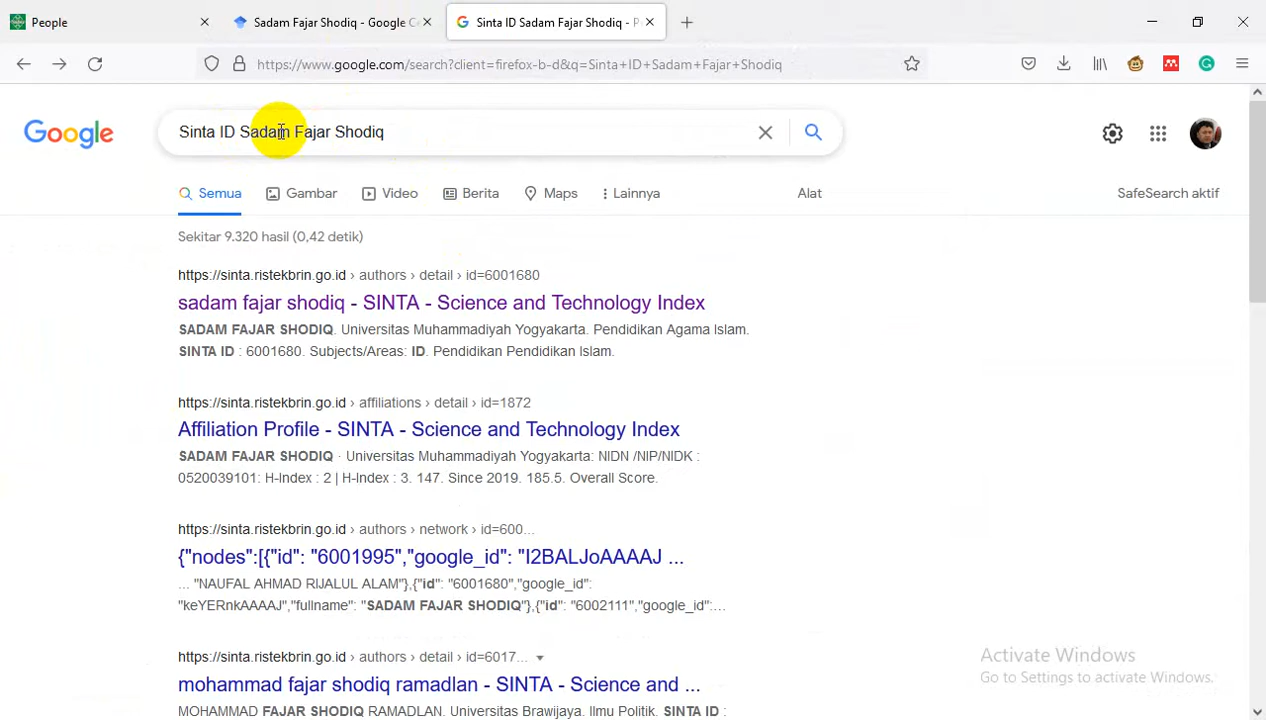 People
Sadam Fajar Shodiq - Google
Sinta ID Sadam Fajar Shodiq - P
https://www.google.com/search?client=firefox-b-d&q=Sinta+ID+Sadam+Fajar+Shodiq
Google
Sinta ID Sadam Fajar Shodiq
Semua Gambar Video Berita Maps Lainnya Alat SafeSearch aktif
Sekitar 9.320 hasil (0,42 detik)
https://sinta.ristekbrin.go.id › authors › detail › id=6001680
sadam fajar shodiq - SINTA - Science and Technology Index
SADAM FAJAR SHODIQ. Universitas Muhammadiyah Yogyakarta. Pendidikan Agama Islam.
SINTA ID : 6001680. Subjects/Areas: ID. Pendidikan Pendidikan Islam.
https://sinta.ristekbrin.go.id › affiliations › detail › id=1872
Affiliation Profile - SINTA - Science and Technology Index
SADAM FAJAR SHODIQ · Universitas Muhammadiyah Yogyakarta: NIDN /NIP/NIDK :
0520039101: H-Index : 2 | H-Index : 3. 147. Since 2019. 185.5. Overall Score.
https://sinta.ristekbrin.go.id › authors › network › id=600...
{"nodes":[{"id": "6001995","google_id": "I2BALJoAAAAJ ...
... "NAUFAL AHMAD RIJALUL ALAM"},{"id": "6001680","google_id":
"keYERnkAAAAJ","fullname": "SADAM FAJAR SHODIQ"},{"id": "6002111","google_id":...
https://sinta.ristekbrin.go.id › authors › detail › id=6017...
mohammad fajar shodiq ramadlan - SINTA - Science and ...
MOHAMMAD FAJAR SHODIQ RAMADLAN. Universitas Brawijaya. Ilmu Politik. SINTA ID :
Activate Windows
Go to Settings to activate Windows.